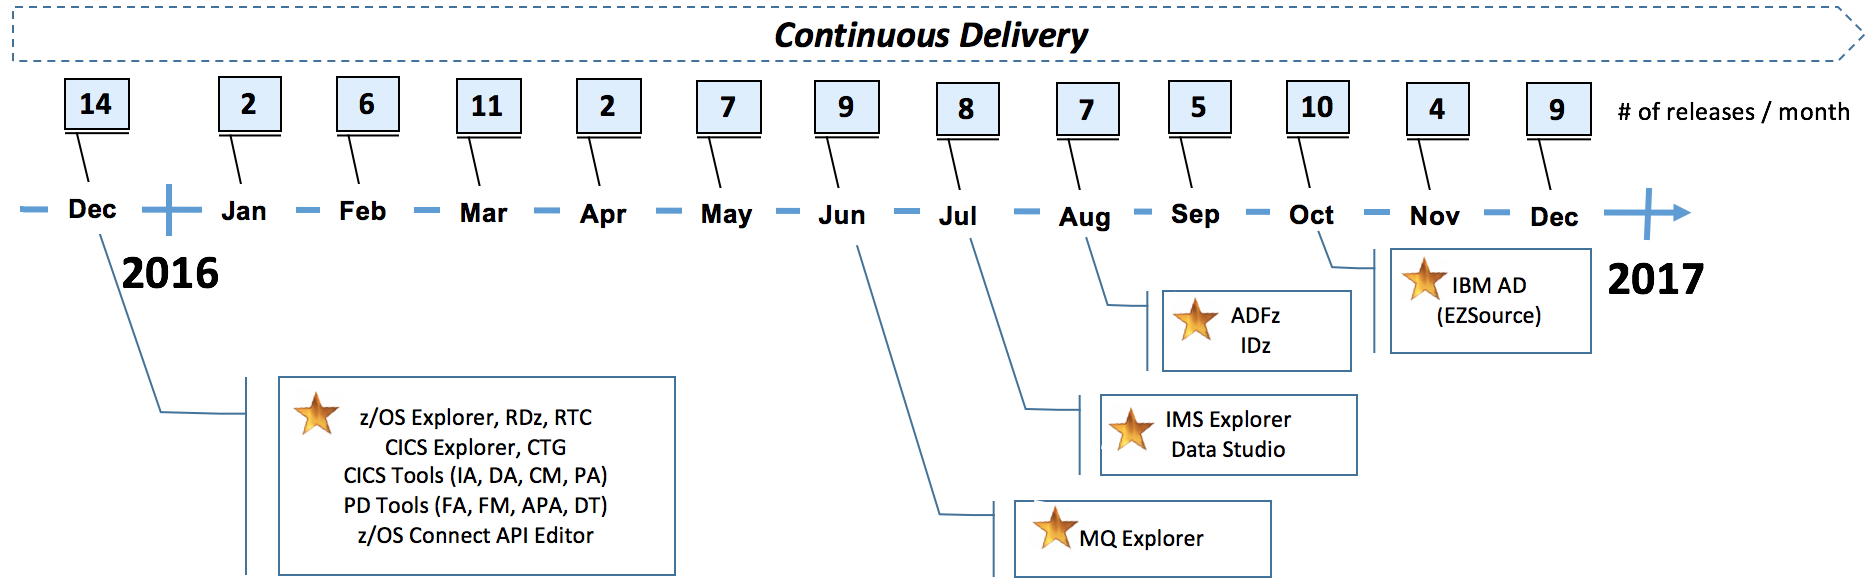 Continuous Delivery
14 2 6 11 2 7 9 8 7 5 10 4 9 # of releases / month
Dec Jan Feb Mar Apr May Jun Jul Aug Sep Oct Nov Dec
2016 2017
IBM AD
(EZSource)
ADFz
IDz
z/OS Explorer, RDz, RTC
CICS Explorer, CTG
CICS Tools (IA, DA, CM, PA)
PD Tools (FA, FM, APA, DT)
z/OS Connect API Editor
IMS Explorer
Data Studio
MQ Explorer